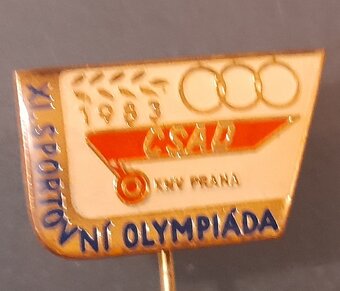 1983
ČSAD
KNV PRAHA
XI. SPORTOVNÍ OLYMPIÁDA